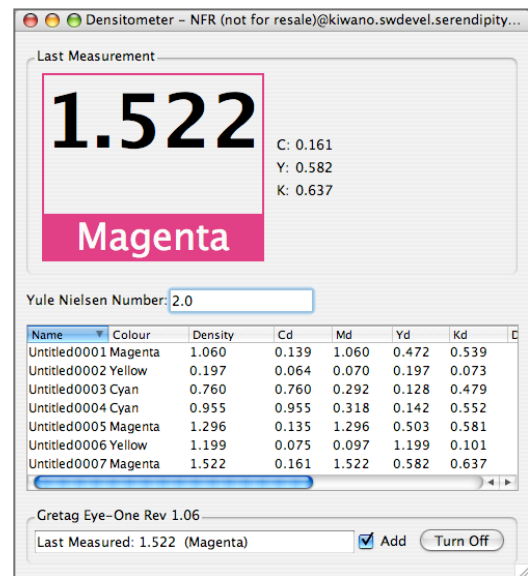 Densitometer – NFR (not for resale)@kiwano.swdevel.serendipity...
Last Measurement
1.522
Magenta
C: 0.161
Y: 0.582
K: 0.637
Yule Nielsen Number: 2.0
Name Colour Density Cd Md Yd Kd D
Untitled0001 Magenta 1.060 0.139 1.060 0.472 0.539
Untitled0002 Yellow 0.197 0.064 0.070 0.197 0.073
Untitled0003 Cyan 0.760 0.760 0.292 0.128 0.479
Untitled0004 Cyan 0.955 0.955 0.318 0.142 0.552
Untitled0005 Magenta 1.296 0.135 1.296 0.503 0.581
Untitled0006 Yellow 1.199 0.075 0.097 1.199 0.101
Untitled0007 Magenta 1.522 0.161 1.522 0.582 0.637
Gretag Eye-One Rev 1.06
Last Measured: 1.522 (Magenta) Add Turn Off